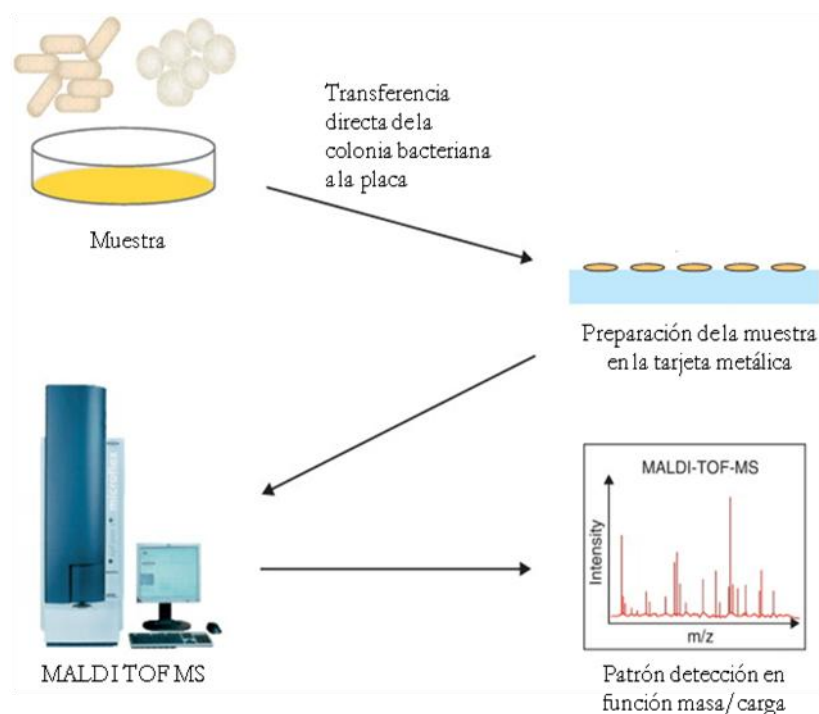 Transferencia
directa de la
colonia bacteriana
a la placa
Muestra
Preparación de la muestra
en la tarjeta metálica
microflex
MALDI TOF MS
MALDI-TOF-MS
Intensity
m/z
Patrón detección en
función masa/carga